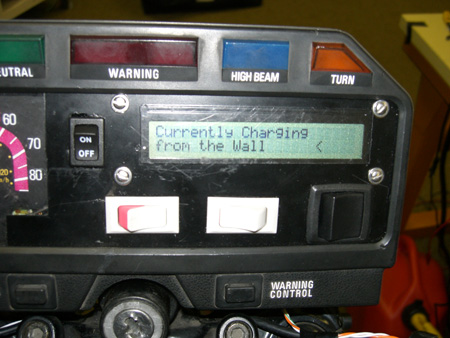 NEUTRAL
WARNING
HIGH BEAM
TURN
60
70
80
ON
OFF
Currently Charging
from the Wall <
WARNING
CONTROL